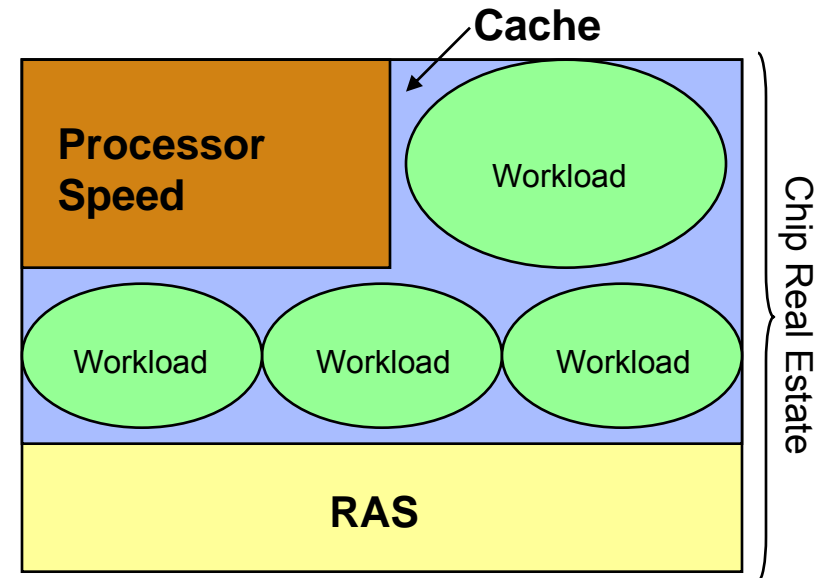 Cache
Processor
Speed
Workload
Workload
Workload
Workload
RAS
Chip Real Estate